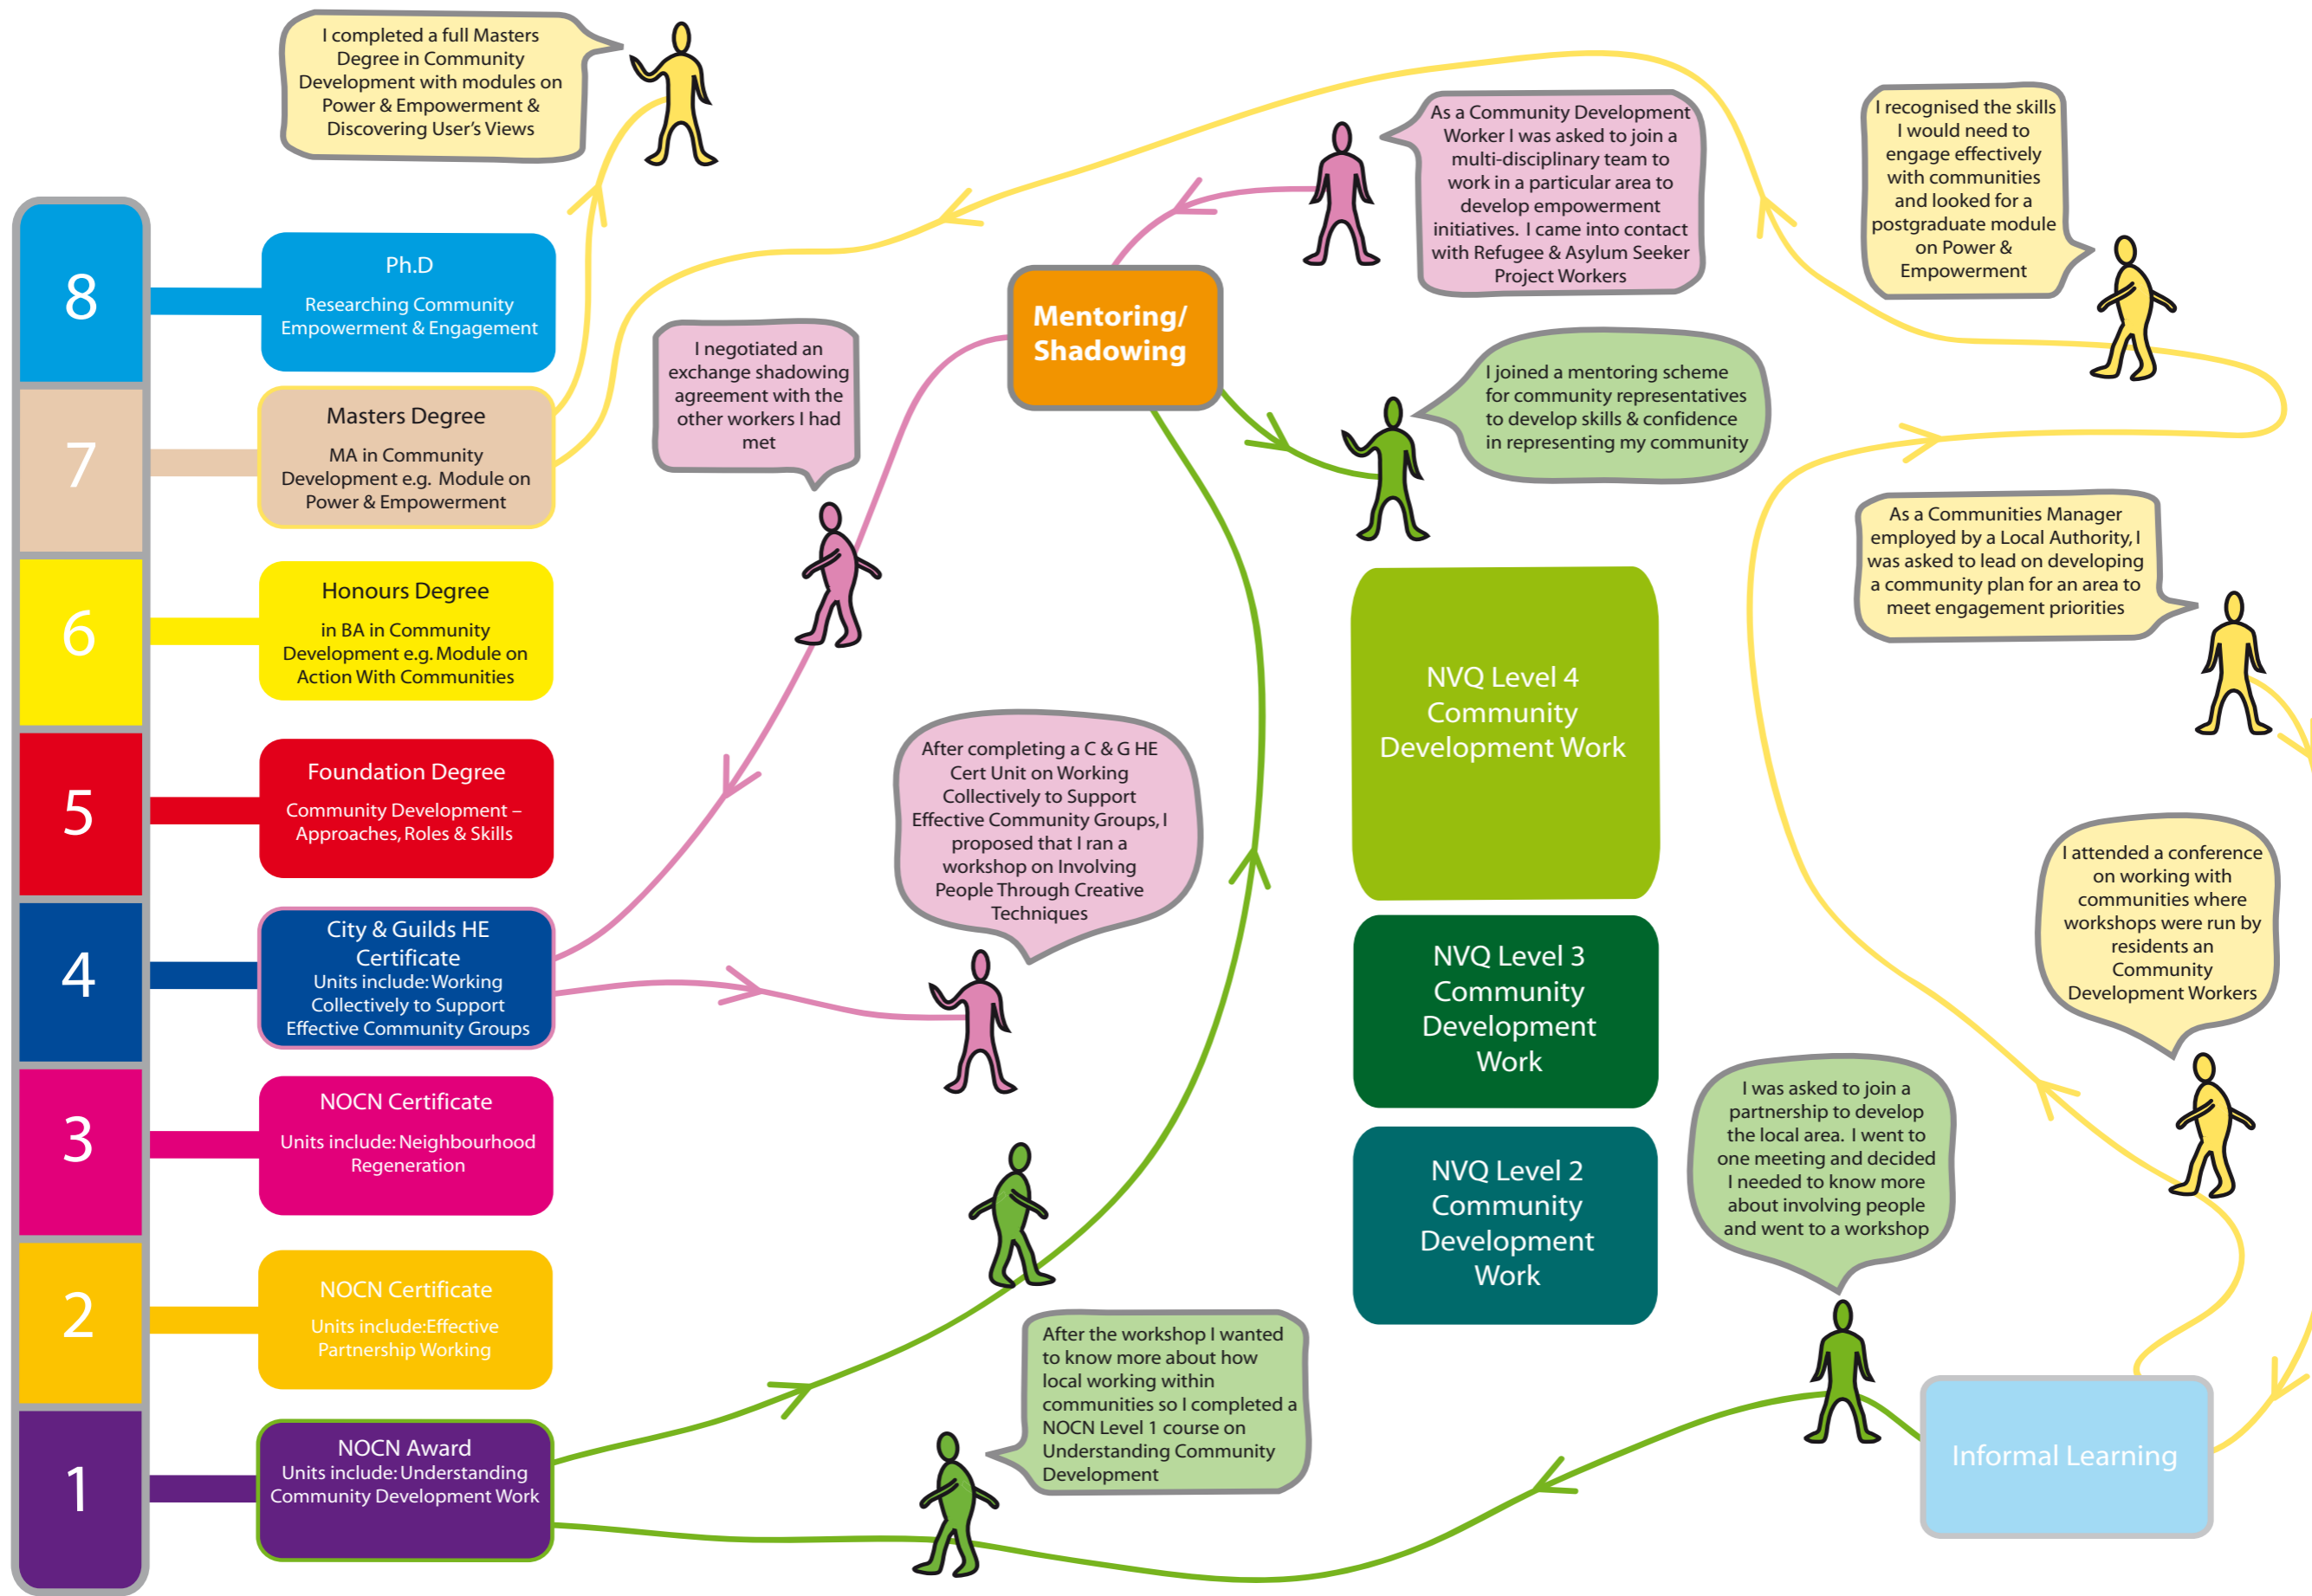 I completed a full Masters
Degree in Community
Development with modules on
Power & Empowerment &
Discovering User's Views
As a Community Development
Worker I was asked to join a
multi-disciplinary team to
work in a particular area to
develop empowerment
initiatives.  I came into contact
with Refugee & Asylum Seeker
Project Workers
I recognised the skills
I would need to
engage effectively
with communities
and looked for a
postgraduate module
on Power &
Empowerment
8
Ph.D
Researching Community
Empowerment & Engagement
Mentoring/
Shadowing
I negotiated an
exchange shadowing
agreement with the
other workers I had
met
I joined a mentoring scheme
for community representatives
to develop skills & confidence
in representing my community
7
Masters Degree
MA in Community
Development e.g.  Module on
Power & Empowerment
As a Communities Manager
employed by a Local Authority, I
was asked to lead on developing
a community plan for an area to
meet engagement priorities
6
Honours Degree
in BA in Community
Development e.g. Module on
Action With Communities
NVQ Level 4
Community
Development Work
5
Foundation Degree
Community Development –
Approaches, Roles & Skills
After completing a C & G HE
Cert Unit on Working
Collectively to Support
Effective Community Groups, I
proposed that I ran a
workshop on Involving
People Through Creative
Techniques
I attended a conference
on working with
communities where
workshops were run by
residents an
Community
Development Workers
4
City & Guilds HE
Certificate
Units include: Working
Collectively to Support
Effective Community Groups
NVQ Level 3
Community
Development
Work
3
NOCN Certificate
Units include: Neighbourhood
Regeneration
I was asked to join a
partnership to develop
the local area.  I went to
one meeting and decided
I needed to know more
about involving people
and went to a workshop
NVQ Level 2
Community
Development
Work
2
NOCN Certificate
Units include:Effective
Partnership Working
After the workshop I wanted
to know more about how
local working within
communities so I completed a
NOCN Level 1 course on
Understanding Community
Development
1
NOCN Award
Units include: Understanding
Community Development Work
Informal Learning